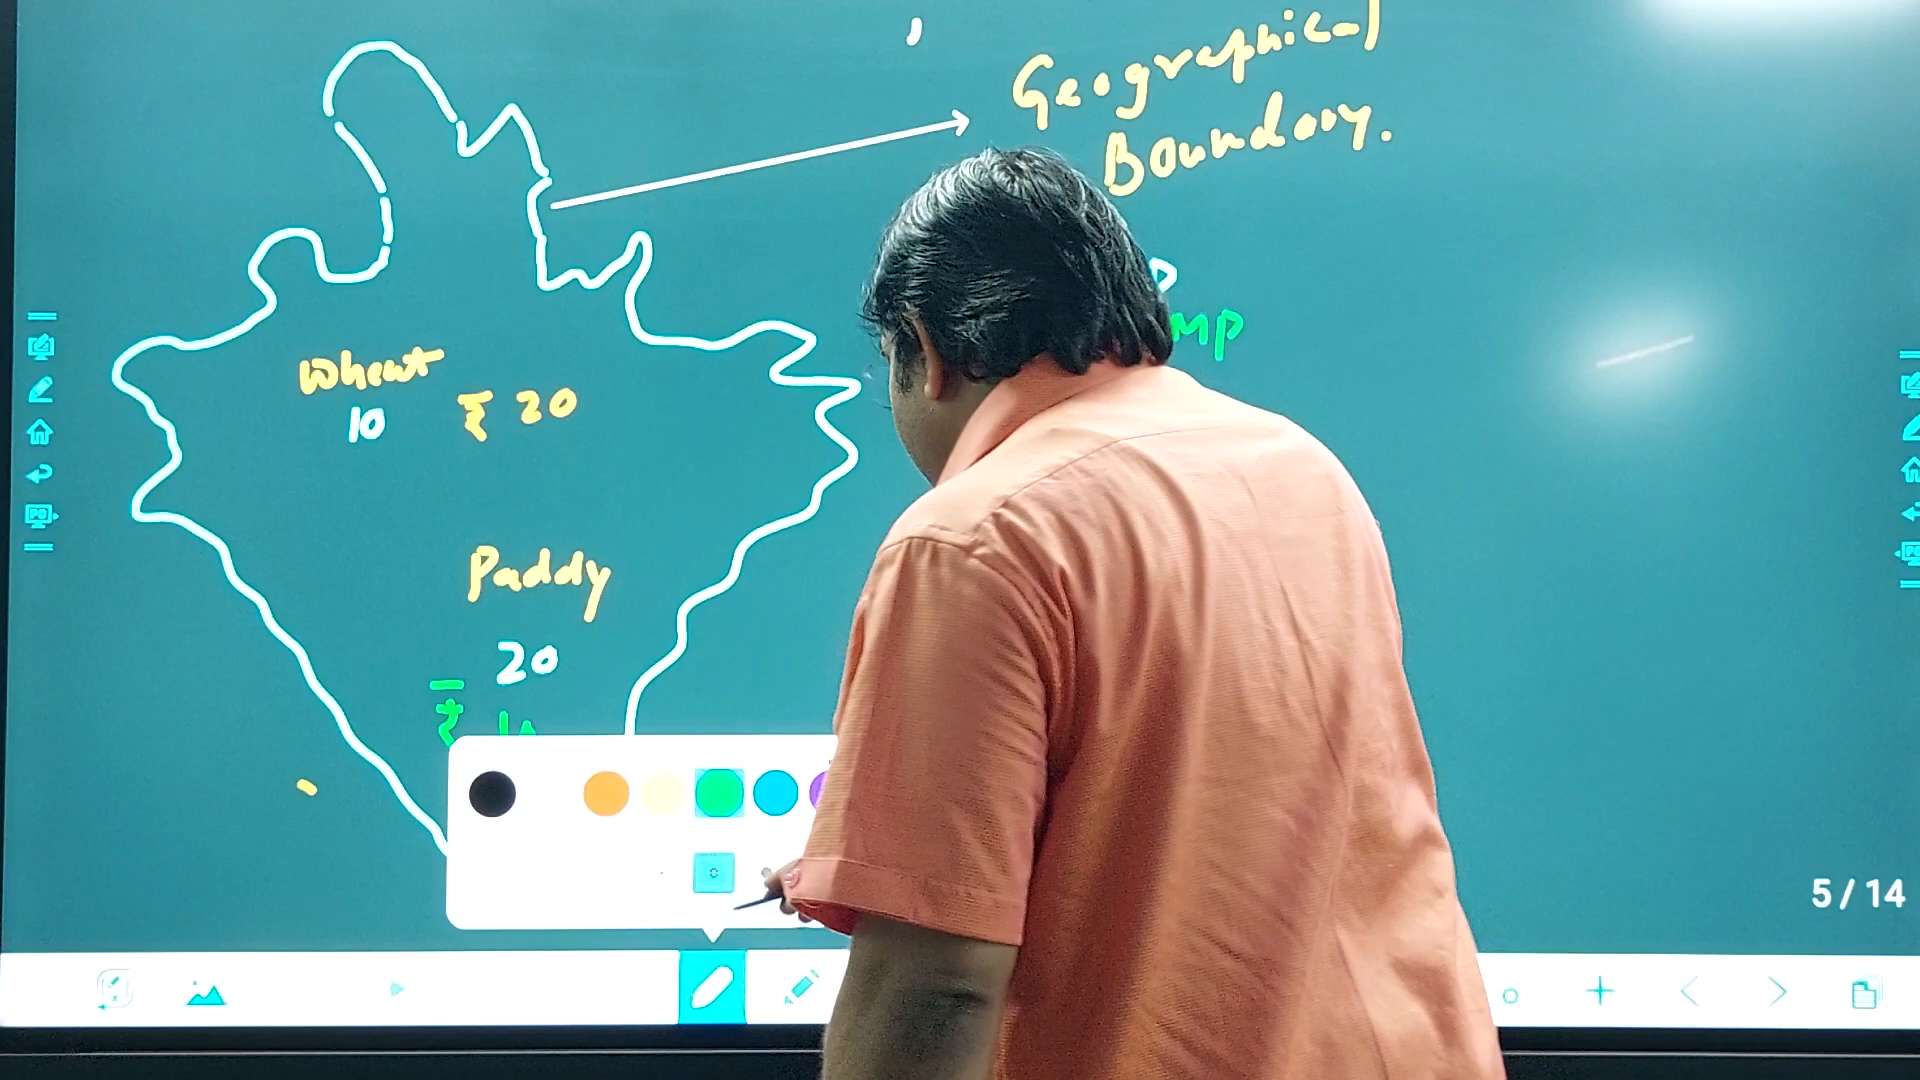 Geographical
Boundary.
MP
Wheat
10
₹ 20
Paddy
20
₹
5 / 14